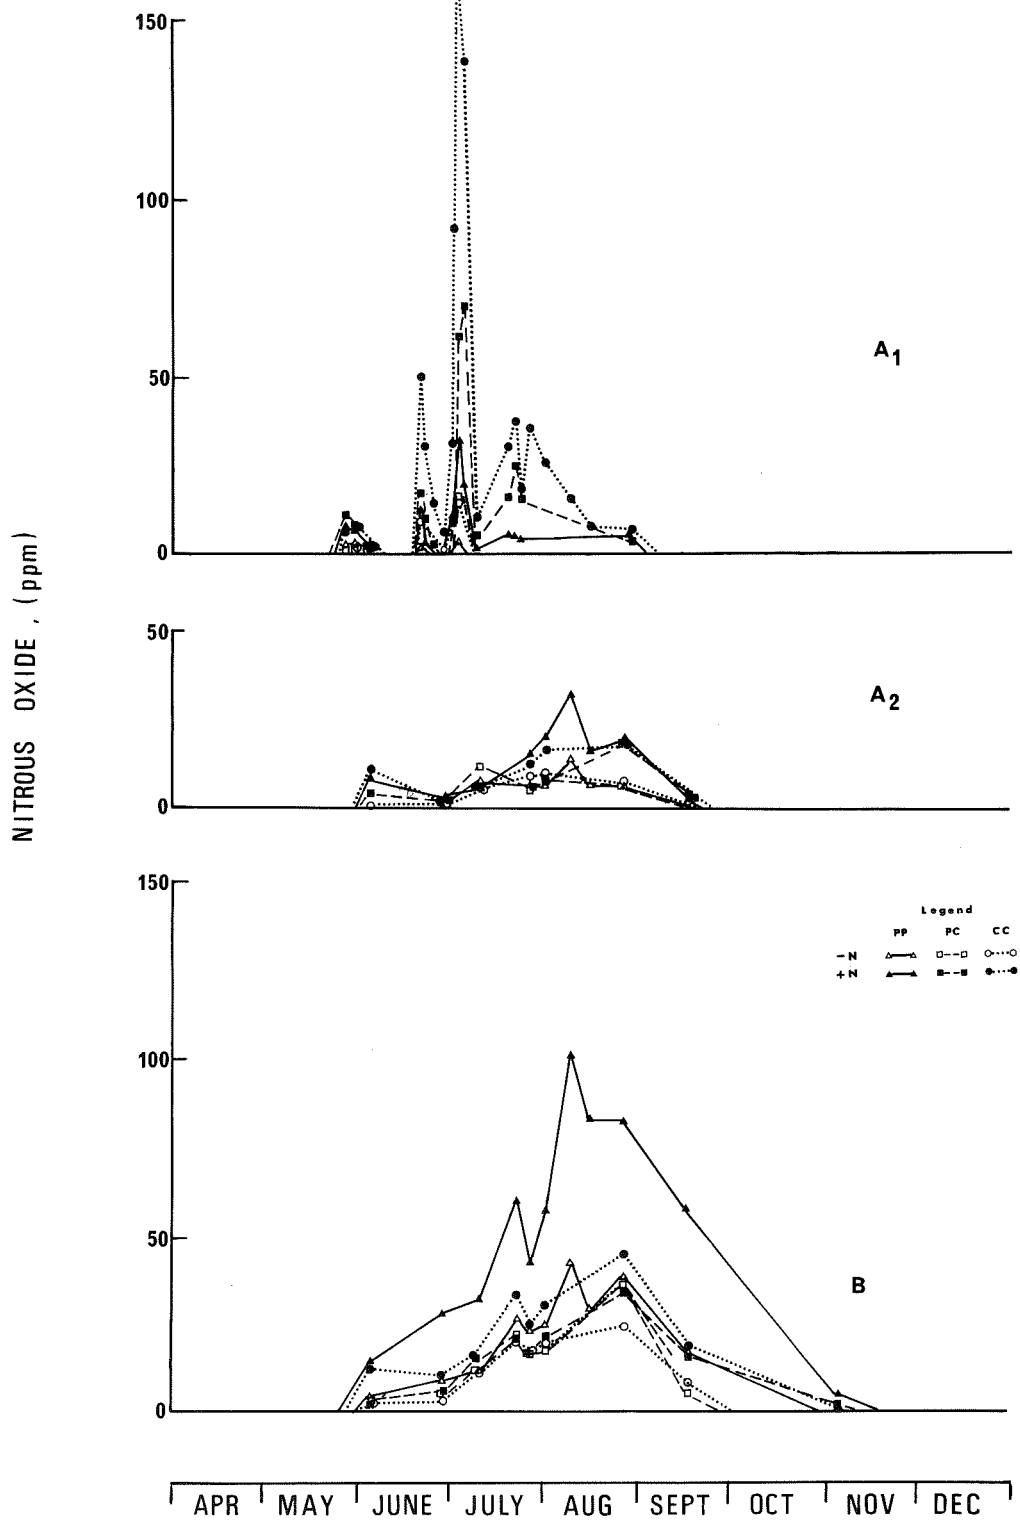 150
100
50
0
A1
NITROUS OXIDE, (ppm)
50
0
A2
150
100
50
0
Legend
PP PC CC
-N
+N
B
APR MAY JUNE JULY AUG SEPT OCT NOV DEC